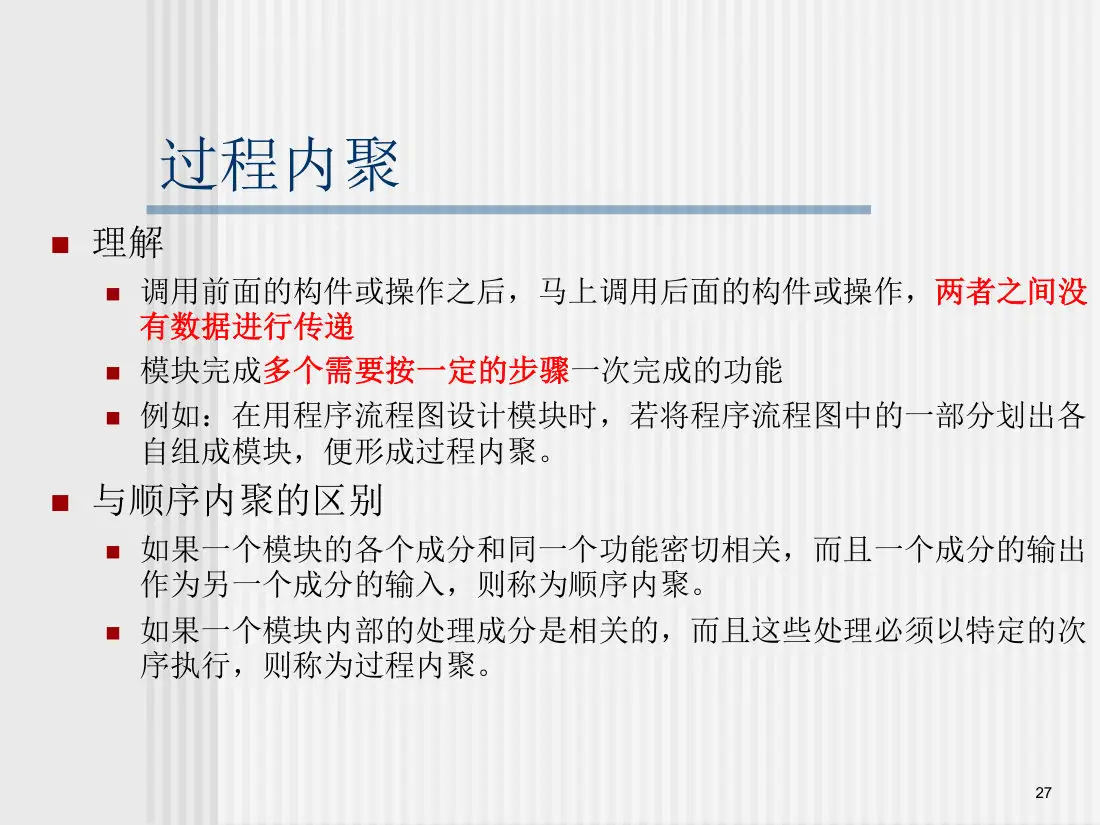 过程内聚
理解
调用前面的构件或操作之后，马上调用后面的构件或操作，两者之间没
有数据进行传递
模块完成多个需要按一定的步骤一次完成的功能
例如：在用程序流程图设计模块时，若将程序流程图中的一部分划出各
自组成模块，便形成过程内聚。
与顺序内聚的区别
如果一个模块的各个成分和同一个功能密切相关，而且一个成分的输出
作为另一个成分的输入，则称为顺序内聚。
如果一个模块内部的处理成分是相关的，而且这些处理必须以特定的次
序执行，则称为过程内聚。
27